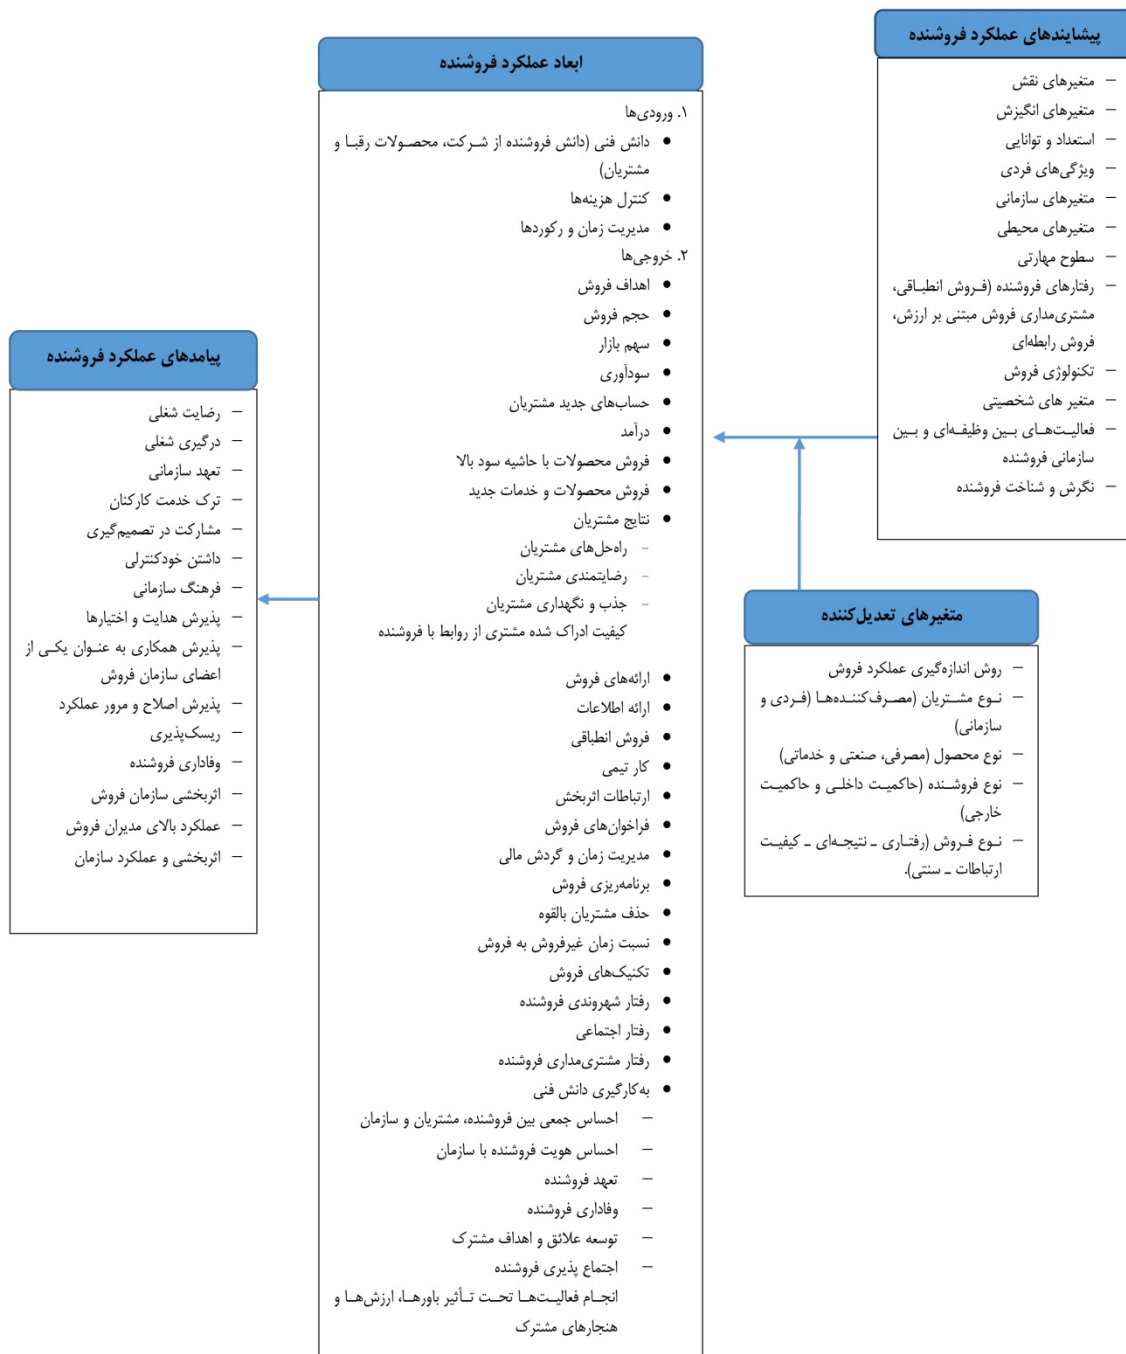 پیشایندهای عملکرد فروشنده
– متغیرهای نقش
– متغیرهای انگیزش
– استعداد و توانایی
– ویژگی‌های فردی
– متغیرهای سازمانی
– متغیرهای محیطی
– سطوح مهارتی
– رفتارهای فروشنده (فروش انطباقی،
مشتری‌مداری فروش مبتنی بر ارزش،
فروش رابطه‌ای
– تکنولوژی فروش
– متغیر های شخصیتی
– فعالیت‌های بین وظیفه‌ای و بین
سازمانی فروشنده
– نگرش و شناخت فروشنده
متغیرهای تعدیل‌کننده
– روش اندازه‌گیری عملکرد فروش
– نوع مشتریان (مصرف‌کننده‌ها (فردی و
سازمانی)
– نوع محصول (مصرفی، صنعتی و خدماتی)
– نوع فروشنده (حاکمیت داخلی و حاکمیت
خارجی)
– نوع فروش (رفتاری – نتیجه‌ای – کیفیت
ارتباطات – سنتی).
ابعاد عملکرد فروشنده
۱. ورودی‌ها
• دانش فنی (دانش فروشنده از شرکت، محصولات رقبا و
مشتریان)
• کنترل هزینه‌ها
• مدیریت زمان و رکوردها
۲. خروجی‌ها
• اهداف فروش
• حجم فروش
• سهم بازار
• سودآوری
• حساب‌های جدید مشتریان
• درآمد
• فروش محصولات با حاشیه سود بالا
• فروش محصولات و خدمات جدید
• نتایج مشتریان
- راه‌حل‌های مشتریان
- رضایتمندی مشتریان
- جذب و نگهداری مشتریان
کیفیت ادراک شده مشتری از روابط با فروشنده
• ارائه‌های فروش
• ارائه اطلاعات
• فروش انطباقی
• کار تیمی
• ارتباطات اثربخش
• فراخوان‌های فروش
• مدیریت زمان و گردش مالی
• برنامه‌ریزی فروش
• حذف مشتریان بالقوه
• نسبت زمان غیرفروش به فروش
• تکنیک‌های فروش
• رفتار شهروندی فروشنده
• رفتار اجتماعی
• رفتار مشتری‌مداری فروشنده
• به‌کارگیری دانش فنی
– احساس جمعی بین فروشنده، مشتریان و سازمان
– احساس هویت فروشنده با سازمان
– تعهد فروشنده
– وفاداری فروشنده
– توسعه علائق و اهداف مشترک
– اجتماع پذیری فروشنده
انجام فعالیت‌ها تحت تأثیر باورها، ارزش‌ها و
هنجارهای مشترک
پیامدهای عملکرد فروشنده
– رضایت شغلی
– درگیری شغلی
– تعهد سازمانی
– ترک خدمت کارکنان
– مشارکت در تصمیم‌گیری
– داشتن خودکنترلی
– فرهنگ سازمانی
– پذیرش هدایت و اختیارها
– پذیرش همکاری به عنوان یکی از
اعضای سازمان فروش
– پذیرش اصلاح و مرور عملکرد
– ریسک‌پذیری
– وفاداری فروشنده
– اثربخشی سازمان فروش
– عملکرد بالای مدیران فروش
– اثربخشی و عملکرد سازمان